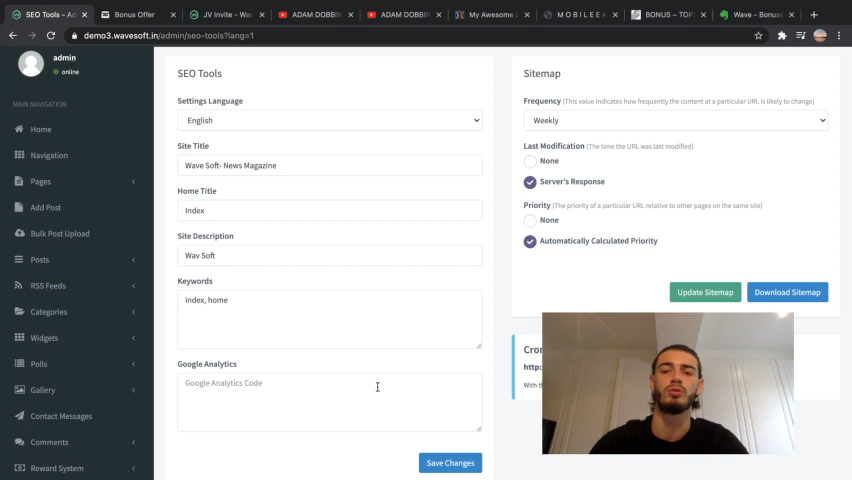 SEO Tools - Ad
Bonus Offer
JV Invite - Wav
ADAM DOBBIN
ADAM DOBBIN
My Awesome L
M O B I L E E A
BONUS – TOP
Wave - Bonuse
demo3.wavesoft.in/admin/seo-tools?lang=1
admin
online
MAIN NAVIGATION
Home
Navigation
Pages
Add Post
Bulk Post Upload
Posts
RSS Feeds
Categories
Widgets
Polls
Gallery
Contact Messages
Comments
Reward System
SEO Tools
Settings Language
English
Site Title
Wave Soft- News Magazine
Home Title
Index
Site Description
Wav Soft
Keywords
index, home
Google Analytics
Google Analytics Code
Save Changes
Sitemap
Frequency (This value indicates how frequently the content at a particular URL is likely to change)
Weekly
Last Modification (The time the URL was last modified)
None
Server's Response
Priority (The priority of a particular URL relative to other pages on the same site)
None
Automatically Calculated Priority
Update Sitemap
Download Sitemap
Cron
http:
With th